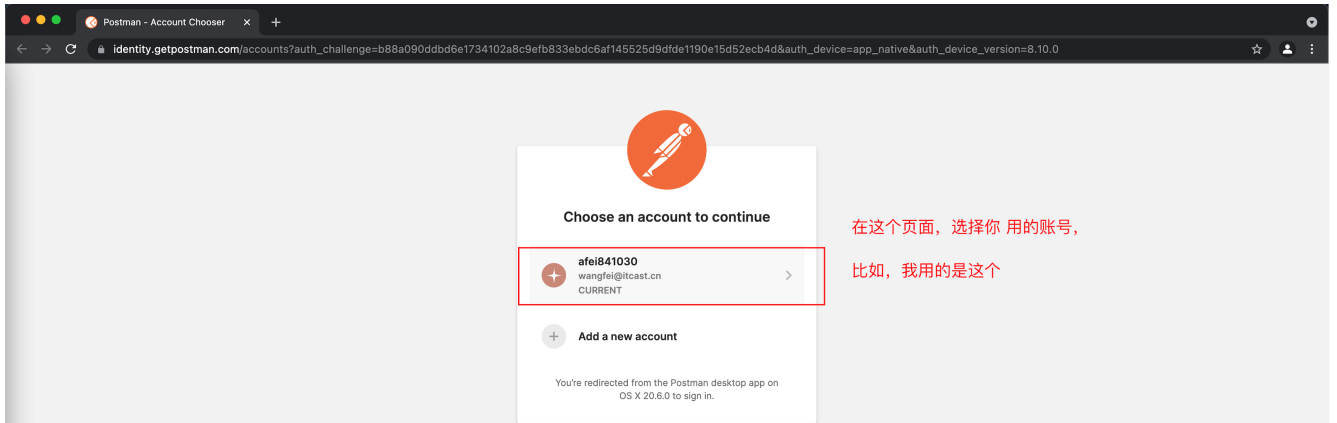 Postman - Account Chooser
identity.getpostman.com/accounts?auth_challenge=b88a090ddbd6e1734102a8c9efb833ebdc6af145525d9dfde1190e15d52ecb4d&auth_device=app_native&auth_device_version=8.10.0
Choose an account to continue
在这个页面，选择你 用的账号，
afei841030
wangfei@itcast.cn
比如，我用的是这个
CURRENT
Add a new account
You're redirected from the Postman desktop app on
OS X 20.6.0 to sign in.